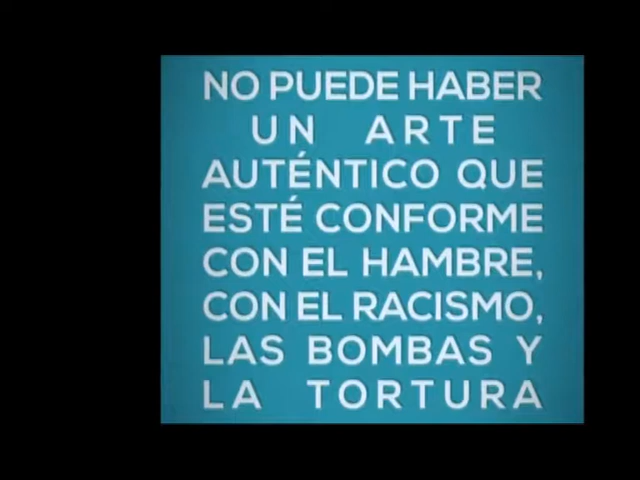 NO PUEDE HABER
UN ARTE
AUTÉNTICO QUE
ESTÉ CONFORME
CON EL HAMBRE,
CON EL RACISMO,
LAS BOMBAS Y
LA TORTURA